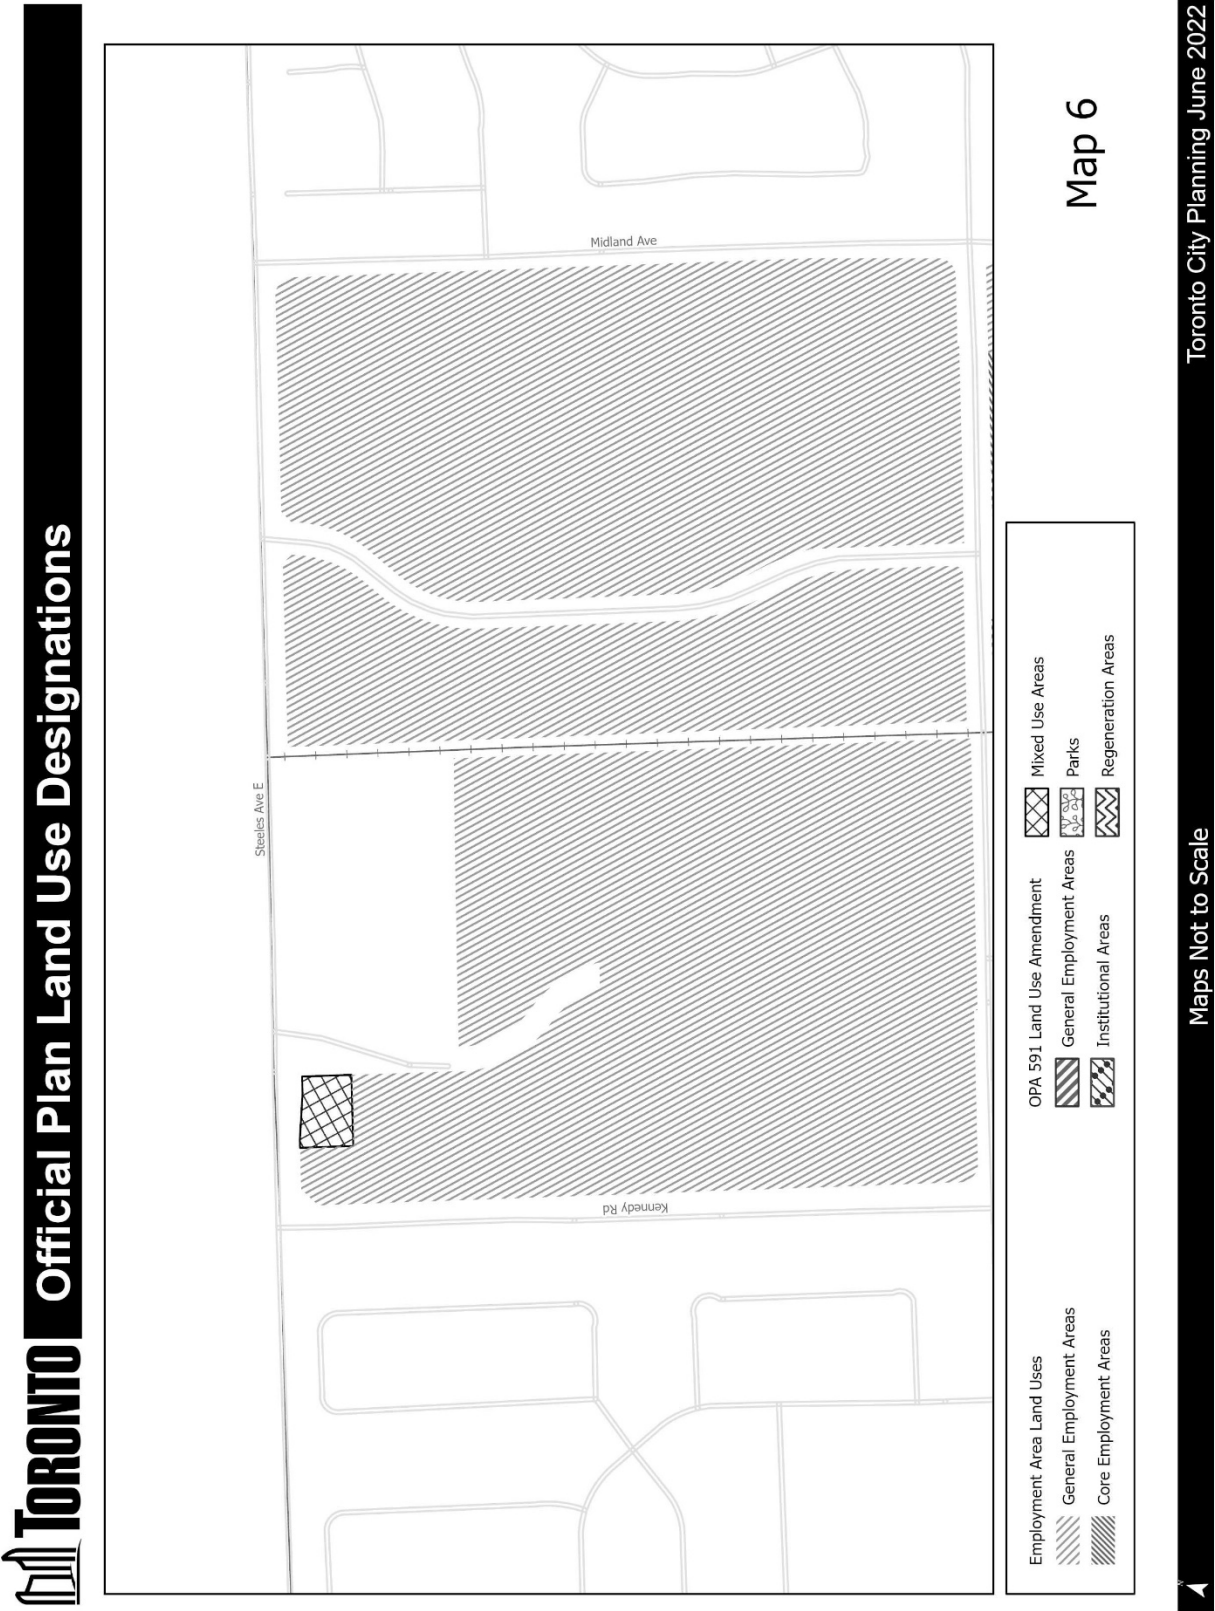 TORONTO Official Plan Land Use Designations
Steeles Ave E
Midland Ave
Kennedy Rd
Map 6
Employment Area Land Uses
General Employment Areas
Core Employment Areas
OPA 591 Land Use Amendment
General Employment Areas
Institutional Areas
Mixed Use Areas
Parks
Regeneration Areas
N
Maps Not to Scale
Toronto City Planning June 2022